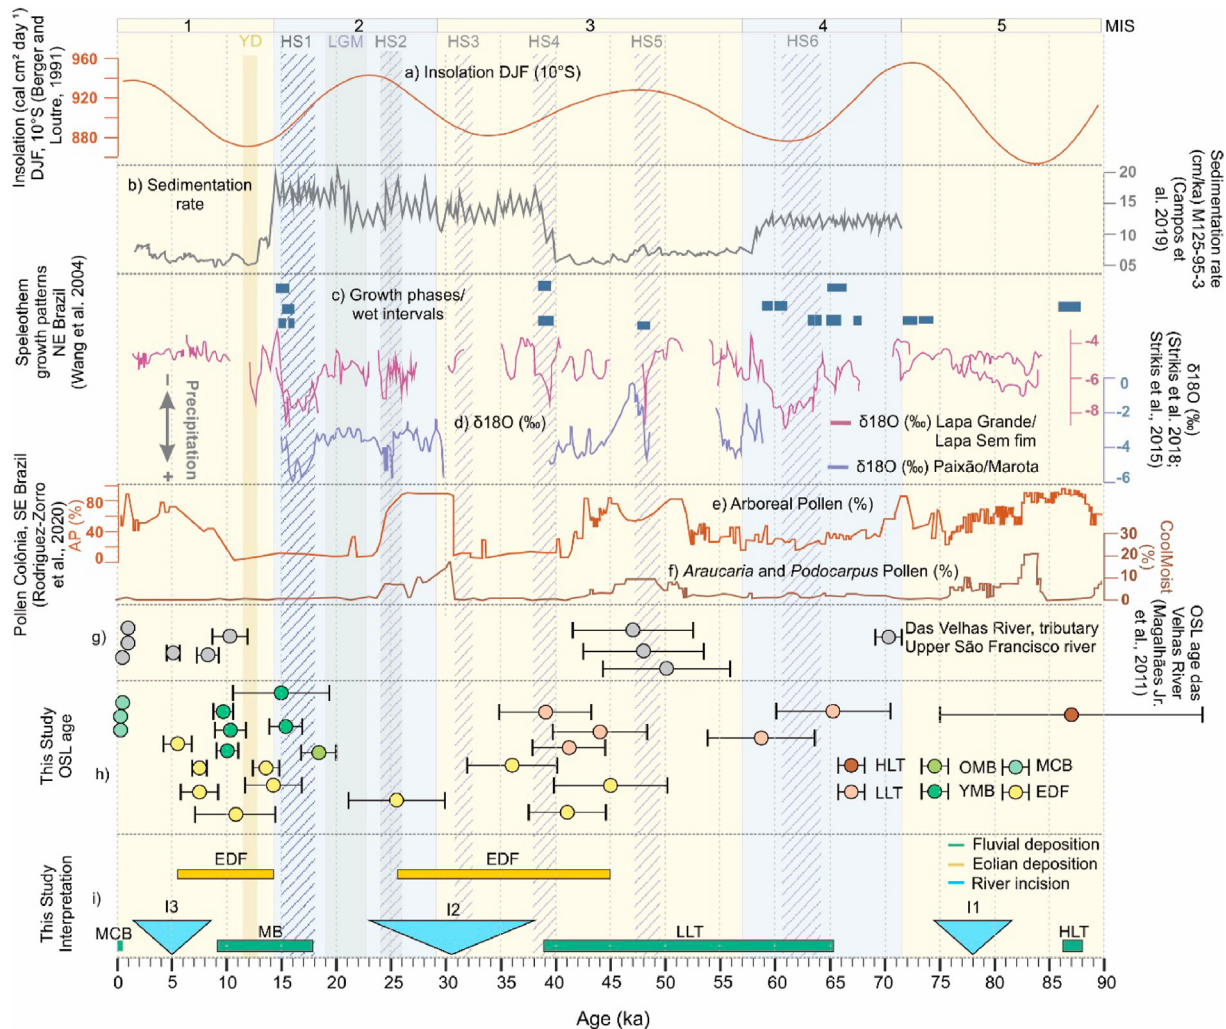 1 2 3 4 5 MIS
YD HS1 LGM HS2 HS3 HS4 HS5 HS6
Insolation (cal cm² day ¹)
DJF, 10°S (Berger and
Loutre, 1991)
960
920
880
a) Insolation DJF (10°S)
b) Sedimentation
rate
20
15
10
05
Sedimentation rate
(cm/ka) M125-95-3
(Campos et
al. 2019)
Speleothem
growth patterns
NE Brazil
(Wang et al. 2004)
c) Growth phases/
wet intervals
−
Precipitation
+
d) δ18O (‰)
δ18O (‰) Lapa Grande/
Lapa Sem fim
δ18O (‰) Paixão/Marota
-4
-6
-8
0
-2
-4
-6
δ18O (‰)
(Strikis et al. 2018;
Strikis et al., 2015)
Pollen Colônia, SE Brazil
(Rodriguez-Zorro
et al., 2020)
AP (%)
80
40
0
e) Arboreal Pollen (%)
f) Araucaria and Podocarpus Pollen (%)
30
20
10
0
CoolMoist
(%)
g)
Das Velhas River, tributary
Upper São Francisco river
OSL age das
Velhas River
(Magalhães Jr.
et al., 2011)
This Study
OSL age
h)
HLT OMB MCB
LLT YMB EDF
This Study
Interpretation
i)
EDF EDF
Fluvial deposition
Eolian deposition
River incision
I3 I2 I1
MCB MB LLT HLT
0 5 10 15 20 25 30 35 40 45 50 55 60 65 70 75 80 85 90
Age (ka)